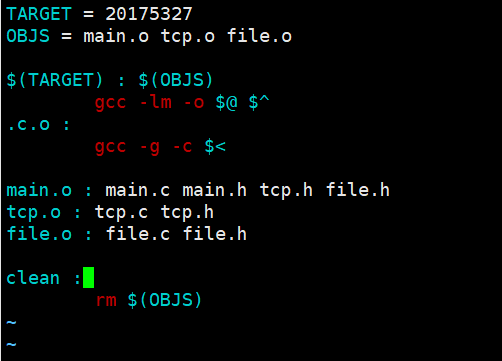 TARGET = 20175327
OBJS = main.o tcp.o file.o
$(TARGET) : $(OBJS)
gcc -lm -o $@ $^
.c.o :
gcc -g -c $<
main.o : main.c main.h tcp.h file.h
tcp.o : tcp.c tcp.h
file.o : file.c file.h
clean :
rm $(OBJS)
~
~